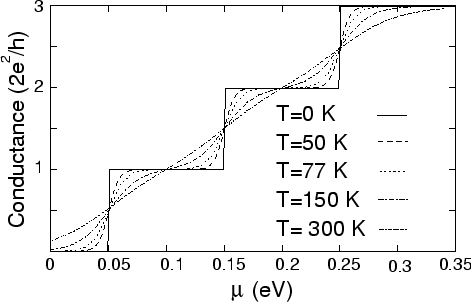 Conductance (2e²/h)
3
2
1
T=0 K
T=50 K
T=77 K
T=150 K
T= 300 K
0
0.05
0.1
0.15
0.2
0.25
0.3
0.35
μ (eV)